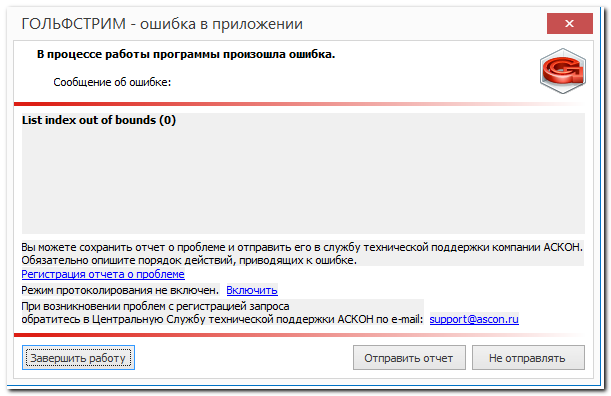 ГОЛЬФСТРИМ - ошибка в приложении
В процессе работы программы произошла ошибка.
Сообщение об ошибке:
List index out of bounds (0)
Вы можете сохранить отчет о проблеме и отправить его в службу технической поддержки компании АСКОН.
Обязательно опишите порядок действий, приводящих к ошибке.
Регистрация отчета о проблеме
Режим протоколирования не включен. Включить
При возникновении проблем с регистрацией запроса
обратитесь в Центральную Службу технической поддержки АСКОН по e-mail: support@ascon.ru
Завершить работу Отправить отчет Не отправлять